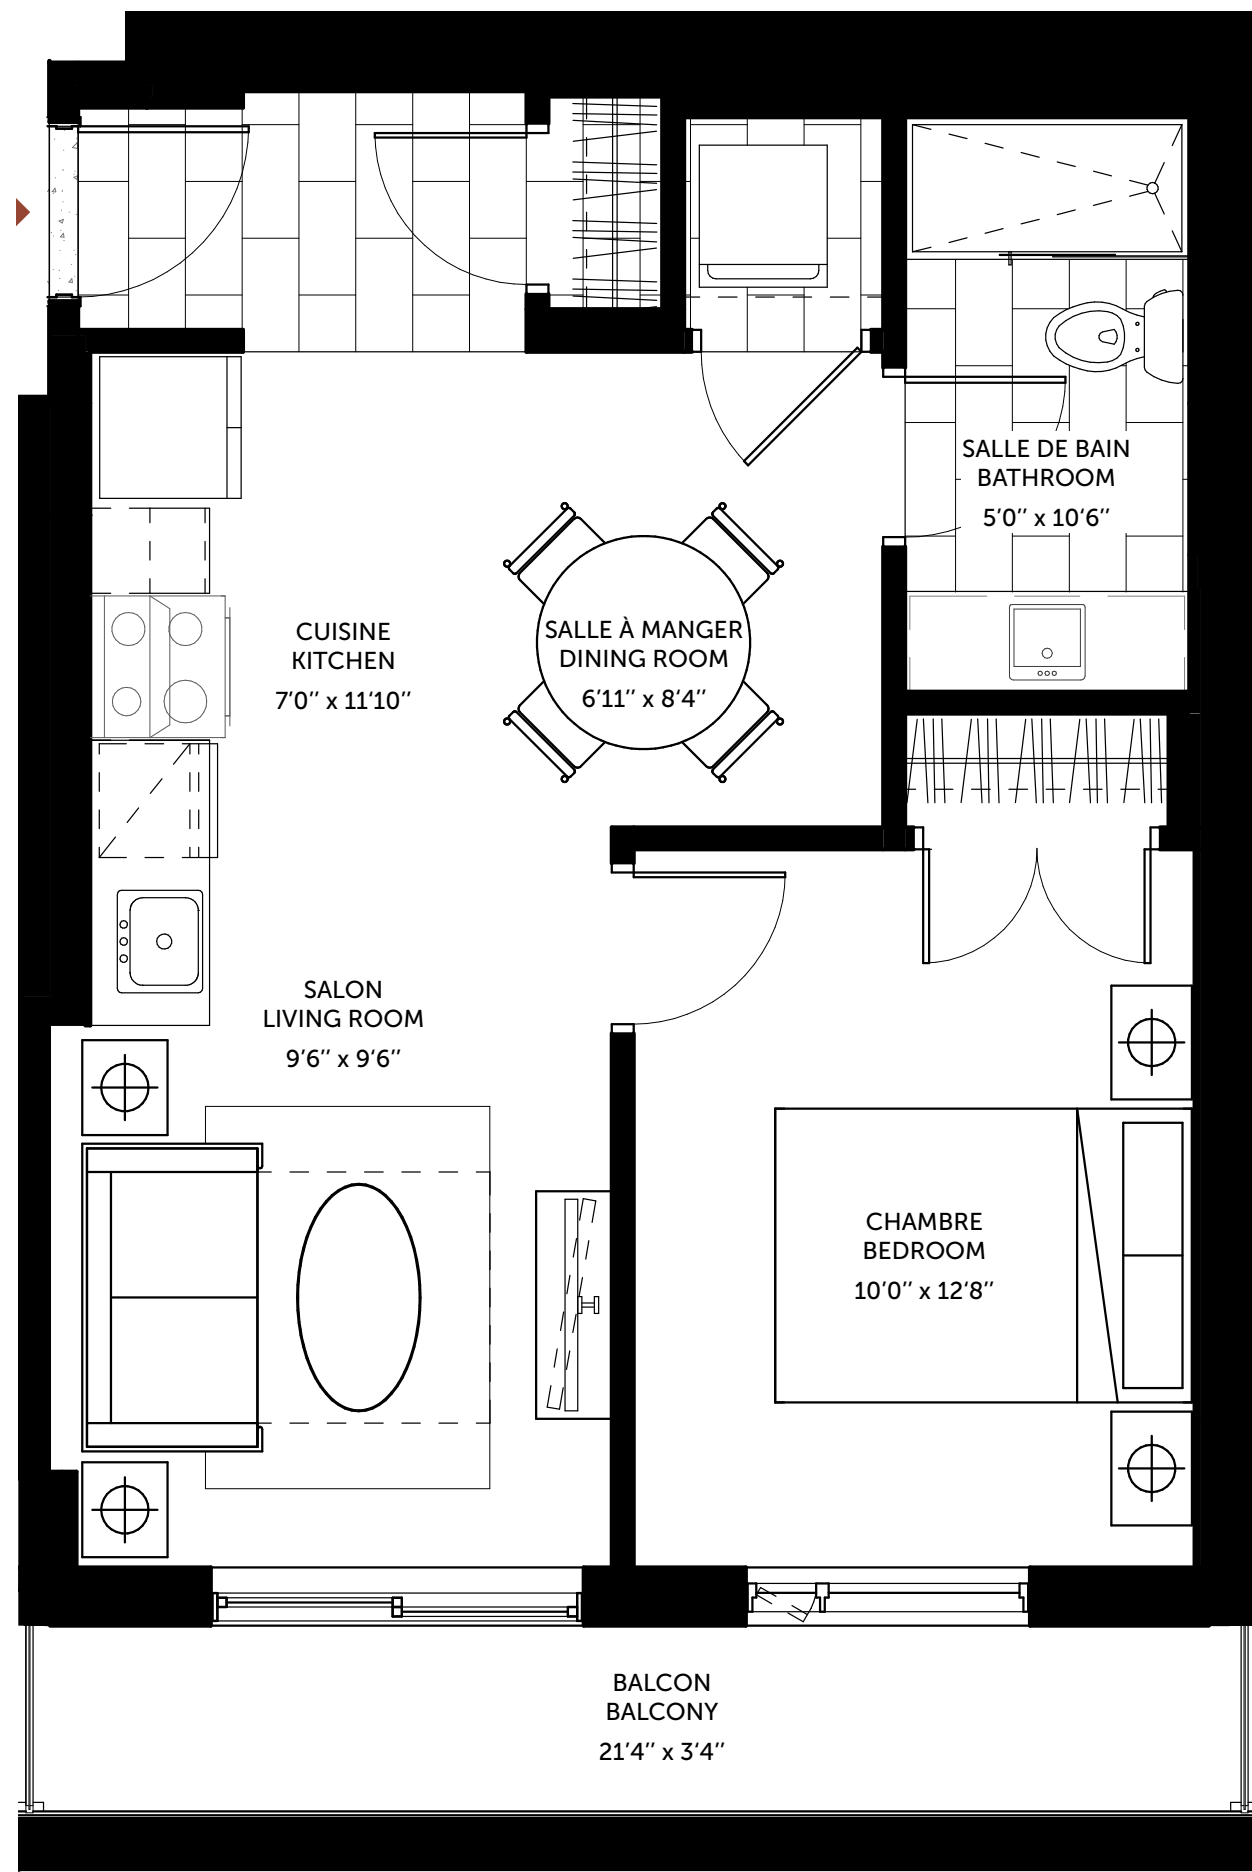 SALLE DE BAIN
BATHROOM
5'0'' x 10'6''
CUISINE
KITCHEN
7'0'' x 11'10''
SALLE À MANGER
DINING ROOM
6'11'' x 8'4''
SALON
LIVING ROOM
9'6'' x 9'6''
CHAMBRE
BEDROOM
10'0'' x 12'8''
BALCON
BALCONY
21'4'' x 3'4''